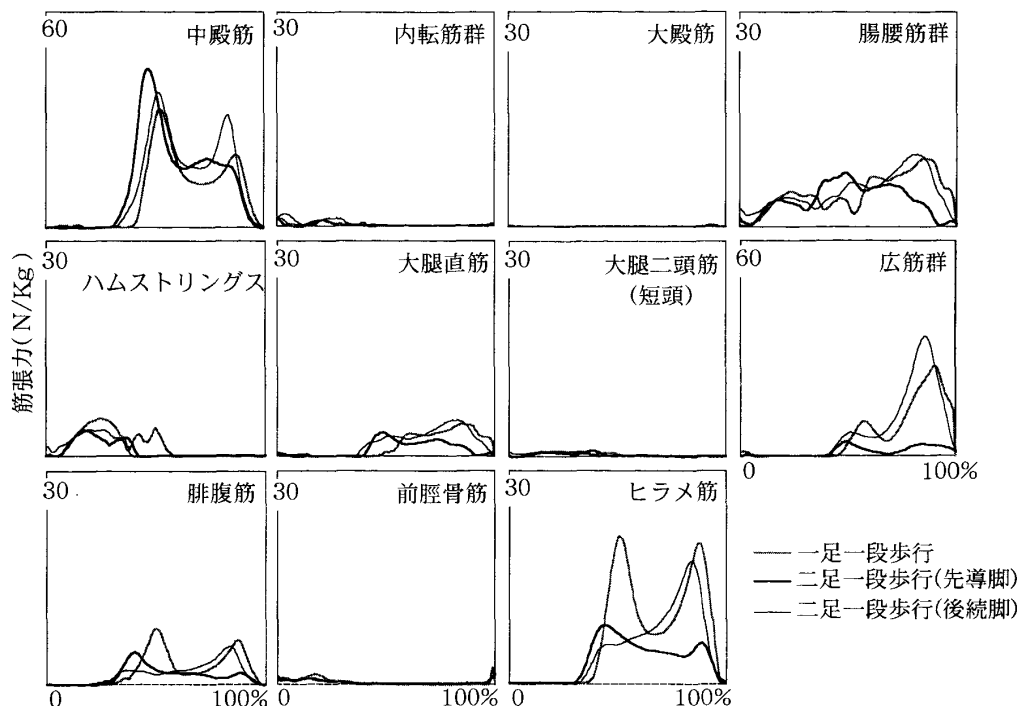 60 中殿筋
30 内転筋群
30 大殿筋
30 腸腰筋群
30 ハムストリングス
30 大腿直筋
30 大腿二頭筋
(短頭)
60 広筋群
0 100%
30 腓腹筋
0 100%
30 前脛骨筋
0 100%
30 ヒラメ筋
0 100%
筋張力(N/Kg)
一足一段歩行
二足一段歩行(先導脚)
二足一段歩行(後続脚)